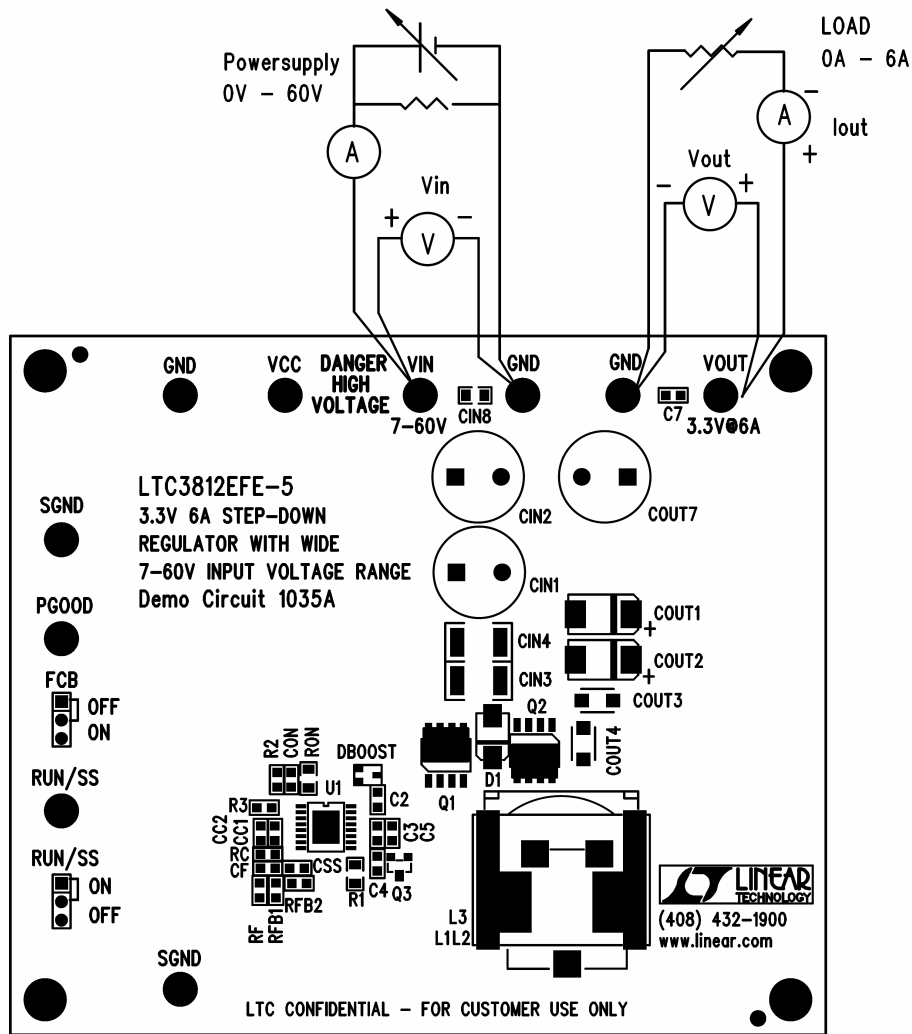 LOAD
0A - 6A
Powersupply
0V - 60V
A
-
A
+
Iout
Vin
+
V
-
Vout
-
V
+
GND
VCC
DANGER
HIGH
VOLTAGE
VIN
7-60V
GND
CIN8
GND
C7
VOUT
3.3V@6A
LTC3812EFE-5
3.3V 6A STEP-DOWN
REGULATOR WITH WIDE
7-60V INPUT VOLTAGE RANGE
Demo Circuit 1035A
SGND
PGOOD
FCB
OFF
ON
RUN/SS
RUN/SS
ON
OFF
SGND
CIN2
COUT7
CIN1
CIN4
CIN3
COUT1
+
COUT2
+
COUT3
COUT4
Q2
D1
Q1
R2
CON
RON
DBOOST
U1
C2
R3
CC2
CC1
RC
CF
CSS
C3
C5
R1
C4
Q3
RF
RFB1
RFB2
L3
L1L2
LINEAR
TECHNOLOGY
(408) 432-1900
www.linear.com
LTC CONFIDENTIAL - FOR CUSTOMER USE ONLY